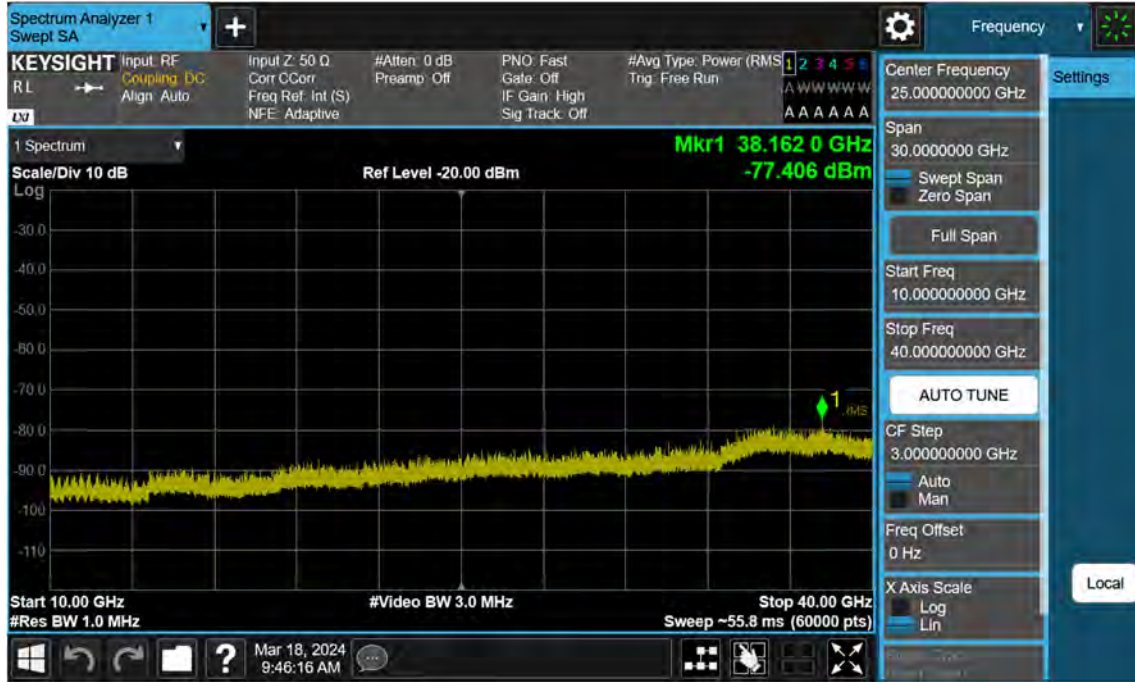 Spectrum Analyzer 1
Swept SA
Frequency
KEYSIGHT
RL
LXI
Input: RF
Coupling: DC
Align: Auto
Input Z: 50 Ω
Corr CCorr
Freq Ref: Int (S)
NFE: Adaptive
#Atten: 0 dB
Preamp: Off
PNO: Fast
Gate: Off
IF Gain: High
Sig Track: Off
#Avg Type: Power (RMS
Trig: Free Run
1 2 3 4 5 6
A W W W W W
A A A A A A
1 Spectrum
Scale/Div 10 dB
Ref Level -20.00 dBm
Mkr1 38.162 0 GHz
-77.406 dBm
Log
-30.0
-40.0
-50.0
-60.0
-70.0
-80.0
-90.0
-100
-110
1
RMS
Start 10.00 GHz
#Res BW 1.0 MHz
#Video BW 3.0 MHz
Stop 40.00 GHz
Sweep ~55.8 ms (60000 pts)
Mar 18, 2024
9:46:16 AM
?
Center Frequency
25.000000000 GHz
Span
30.0000000 GHz
Swept Span
Zero Span
Full Span
Start Freq
10.000000000 GHz
Stop Freq
40.000000000 GHz
AUTO TUNE
CF Step
3.000000000 GHz
Auto
Man
Freq Offset
0 Hz
X Axis Scale
Log
Lin
Settings
Local